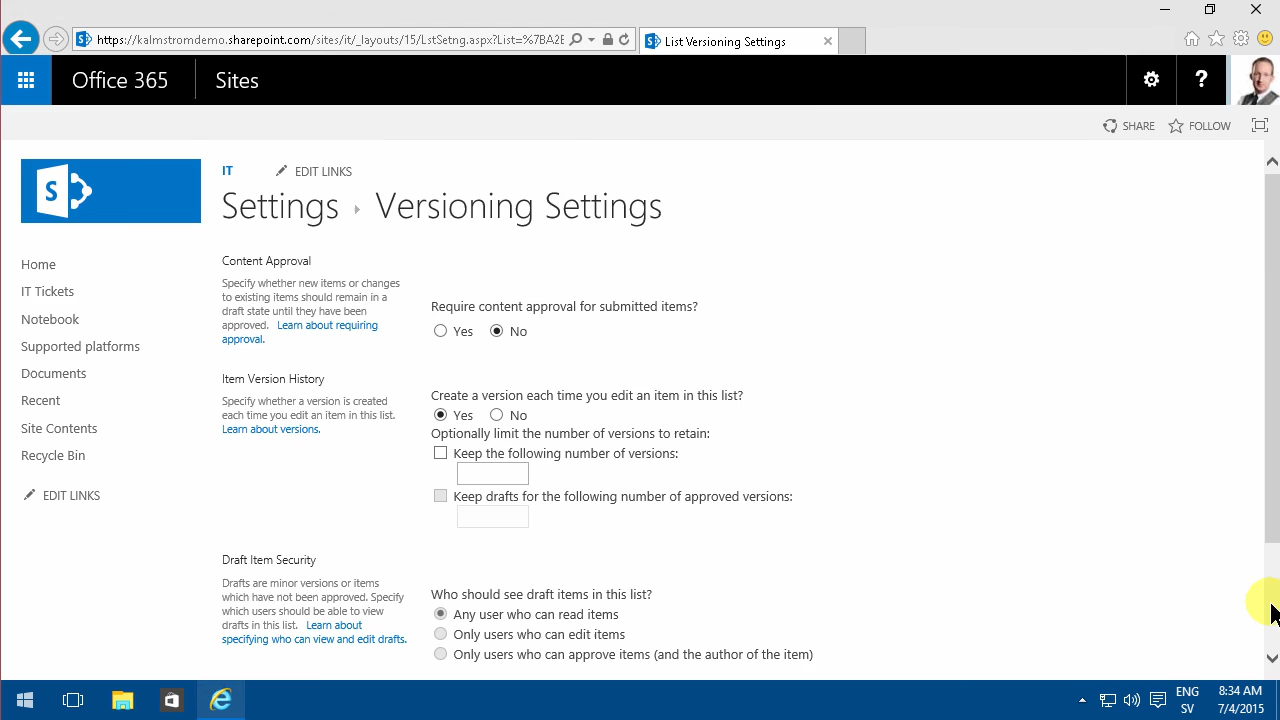 https://kalmstromdemo.sharepoint.com/sites/it/_layouts/15/LstSetng.aspx?List=%7BA2E
List Versioning Settings
Office 365
Sites
?
SHARE
FOLLOW
S
IT
EDIT LINKS
Settings
Versioning Settings
Home
IT Tickets
Notebook
Supported platforms
Documents
Recent
Site Contents
Recycle Bin
EDIT LINKS
Content Approval
Specify whether new items or changes
to existing items should remain in a
draft state until they have been
approved. Learn about requiring
approval.
Require content approval for submitted items?
Yes No
Item Version History
Specify whether a version is created
each time you edit an item in this list.
Learn about versions.
Create a version each time you edit an item in this list?
Yes No
Optionally limit the number of versions to retain:
Keep the following number of versions:
Keep drafts for the following number of approved versions:
Draft Item Security
Drafts are minor versions or items
which have not been approved. Specify
which users should be able to view
drafts in this list. Learn about
specifying who can view and edit drafts.
Who should see draft items in this list?
Any user who can read items
Only users who can edit items
Only users who can approve items (and the author of the item)
ENG
SV
8:34 AM
7/4/2015